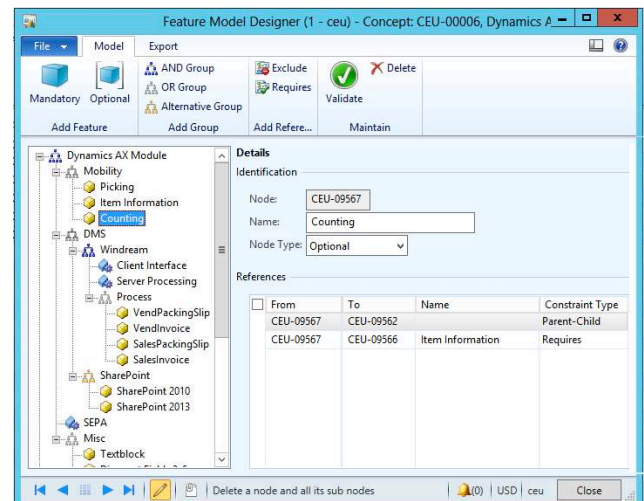 Feature Model Designer (1 - ceu) - Concept: CEU-00006, Dynamics A
File Model Export
Mandatory Optional
AND Group
OR Group
Alternative Group
Exclude
Requires
Validate
Delete
Add Feature Add Group Add Refere... Maintain
Dynamics AX Module
Mobility
Picking
Item Information
Counting
DMS
Windream
Client Interface
Server Processing
Process
VendPackingSlip
VendInvoice
SalesPackingSlip
SalesInvoice
SharePoint
SharePoint 2010
SharePoint 2013
SEPA
Misc
Textblock
Details
Identification
Node: CEU-09567
Name: Counting
Node Type: Optional
References
From To Name Constraint Type
CEU-09567 CEU-09562 Parent-Child
CEU-09567 CEU-09566 Item Information Requires
Delete a node and all its sub nodes (0) USD ceu Close